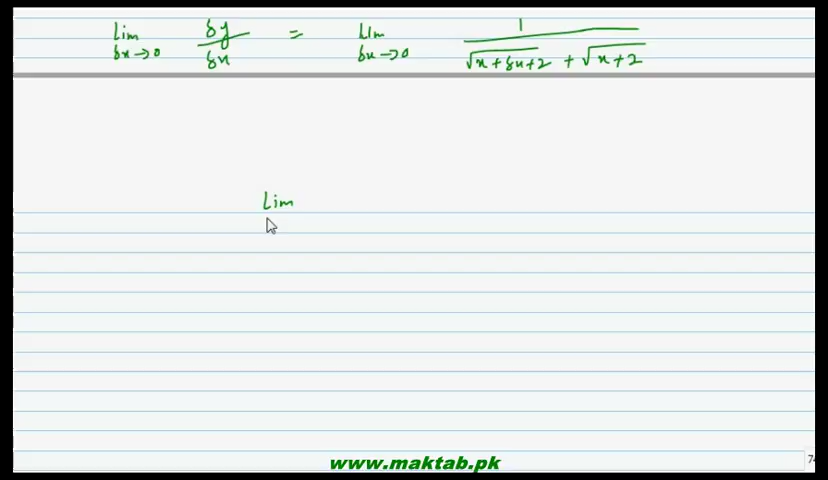 Lim δx→0 δy/δx = Lim δx→0 1/(√x+δx+2 + √x+2)
Lim
www.maktab.pk